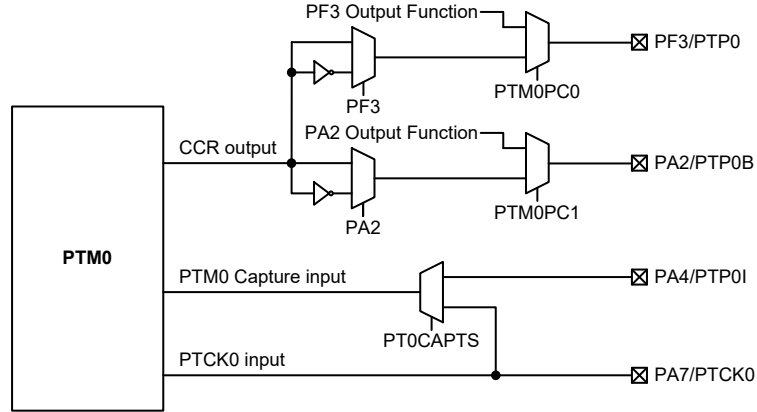 PF3 Output Function
PF3/PTP0
PTM0PC0
PF3
PA2 Output Function
CCR output
PA2/PTP0B
PTM0PC1
PA2
PTM0
PTM0 Capture input
PA4/PTP0I
PT0CAPTS
PTCK0 input
PA7/PTCK0